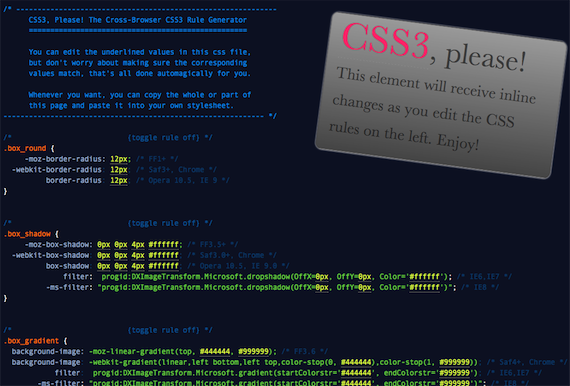 /* -------------------------------------------------------------
CSS3, Please! The Cross-Browser CSS3 Rule Generator
===================================================
You can edit the underlined values in this css file,
but don't worry about making sure the corresponding
values match, that's all done automagically for you.
Whenever you want, you can copy the whole or part of
this page and paste it into your own stylesheet.
------------------------------------------------------------- */
CSS3, please!
This element will receive inline
changes as you edit the CSS
rules on the left. Enjoy!
/* [toggle rule off] */
.box_round {
-moz-border-radius: 12px; /* FF1+ */
-webkit-border-radius: 12px; /* Saf3+, Chrome */
border-radius: 12px; /* Opera 10.5, IE 9 */
}
/* [toggle rule off] */
.box_shadow {
-moz-box-shadow: 0px 0px 4px #ffffff; /* FF3.5+ */
-webkit-box-shadow: 0px 0px 4px #ffffff; /* Saf3.0+, Chrome */
box-shadow: 0px 0px 4px #ffffff; /* Opera 10.5, IE 9.0 */
filter: progid:DXImageTransform.Microsoft.dropshadow(OffX=0px, OffY=0px, Color='#ffffff'); /* IE6,IE7 */
-ms-filter: "progid:DXImageTransform.Microsoft.dropshadow(OffX=0px, OffY=0px, Color='#ffffff')"; /* IE8 */
}
/* [toggle rule off] */
.box_gradient {
background-image: -moz-linear-gradient(top, #444444, #999999); /* FF3.6 */
background-image: -webkit-gradient(linear,left bottom,left top,color-stop(0, #444444),color-stop(1, #999999)); /* Saf4+, Chrome */
filter: progid:DXImageTransform.Microsoft.gradient(startColorstr='#444444', endColorstr='#999999'); /* IE6,IE7 */
-ms-filter: "progid:DXImageTransform.Microsoft.gradient(startColorstr='#444444', endColorstr='#999999')"; /* IE8 */